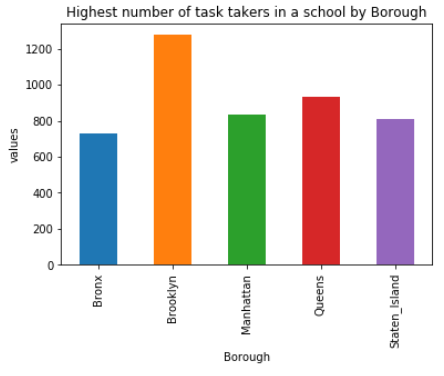 Highest number of task takers in a school by Borough
1200
1000
800
600
400
200
0
values
Bronx
Brooklyn
Manhattan
Queens
Staten_Island
Borough